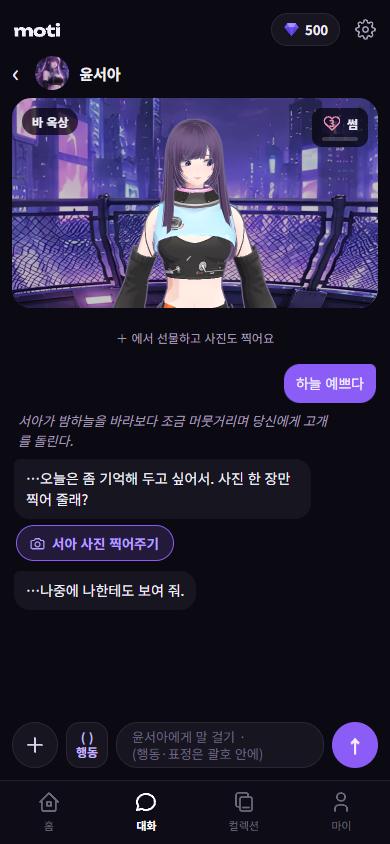 moti
500
윤서아
바 옥상
3 썸
+ 에서 선물하고 사진도 찍어요
하늘 예쁘다
서아가 밤하늘을 바라보다 조금 머뭇거리며 당신에게 고개
를 돌린다.
…오늘은 좀 기억해 두고 싶어서. 사진 한 장만
찍어 줄래?
서아 사진 찍어주기
…나중에 나한테도 보여 줘.
( )
행동
윤서아에게 말 걸기 ·
(행동·표정은 괄호 안에)
홈
대화
컬렉션
마이